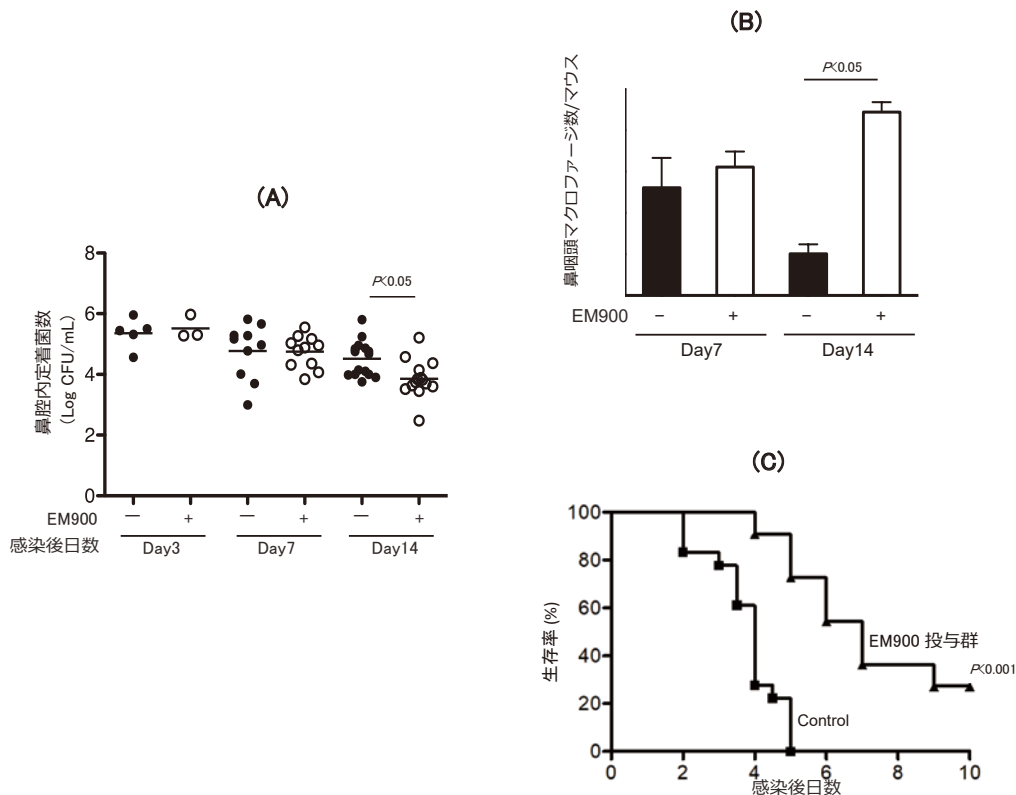 (A)
鼻腔内定着菌数
(Log CFU/mL)
8
6
4
2
0
P<0.05
EM900
— + — + — +
感染後日数
Day3 Day7 Day14
(B)
鼻咽頭マクロファージ数/マウス
P<0.05
EM900 − + − +
Day7 Day14
(C)
生存率 (%)
100
80
60
40
20
0
EM900 投与群
P<0.001
Control
0 2 4 6 8 10
感染後日数